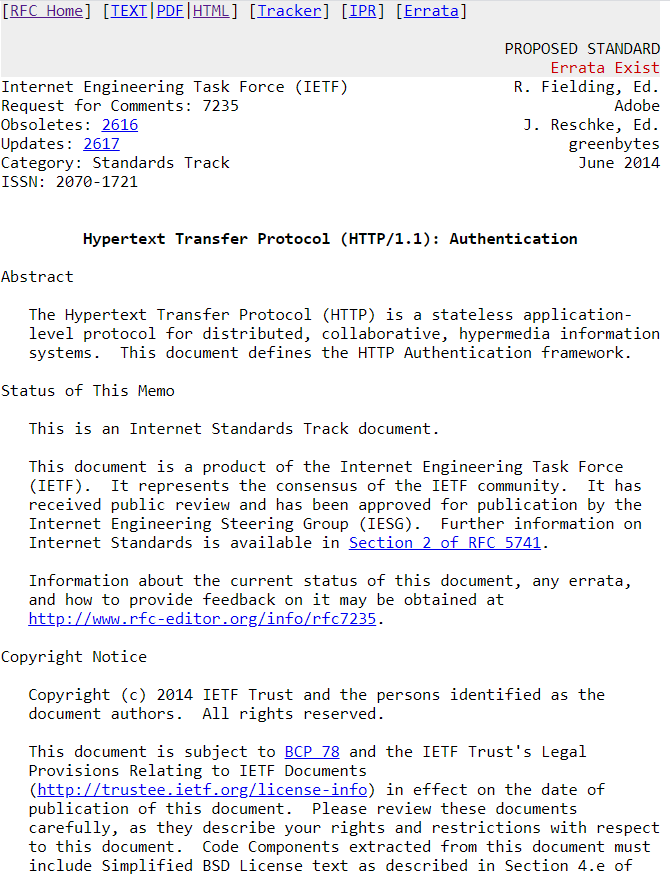 [RFC Home] [TEXT|PDF|HTML] [Tracker] [IPR] [Errata]
PROPOSED STANDARD
Errata Exist
Internet Engineering Task Force (IETF) R. Fielding, Ed.
Request for Comments: 7235 Adobe
Obsoletes: 2616 J. Reschke, Ed.
Updates: 2617 greenbytes
Category: Standards Track June 2014
ISSN: 2070-1721
Hypertext Transfer Protocol (HTTP/1.1): Authentication
Abstract
The Hypertext Transfer Protocol (HTTP) is a stateless application-
level protocol for distributed, collaborative, hypermedia information
systems. This document defines the HTTP Authentication framework.
Status of This Memo
This is an Internet Standards Track document.
This document is a product of the Internet Engineering Task Force
(IETF). It represents the consensus of the IETF community. It has
received public review and has been approved for publication by the
Internet Engineering Steering Group (IESG). Further information on
Internet Standards is available in Section 2 of RFC 5741.
Information about the current status of this document, any errata,
and how to provide feedback on it may be obtained at
http://www.rfc-editor.org/info/rfc7235.
Copyright Notice
Copyright (c) 2014 IETF Trust and the persons identified as the
document authors. All rights reserved.
This document is subject to BCP 78 and the IETF Trust's Legal
Provisions Relating to IETF Documents
(http://trustee.ietf.org/license-info) in effect on the date of
publication of this document. Please review these documents
carefully, as they describe your rights and restrictions with respect
to this document. Code Components extracted from this document must
include Simplified BSD License text as described in Section 4.e of